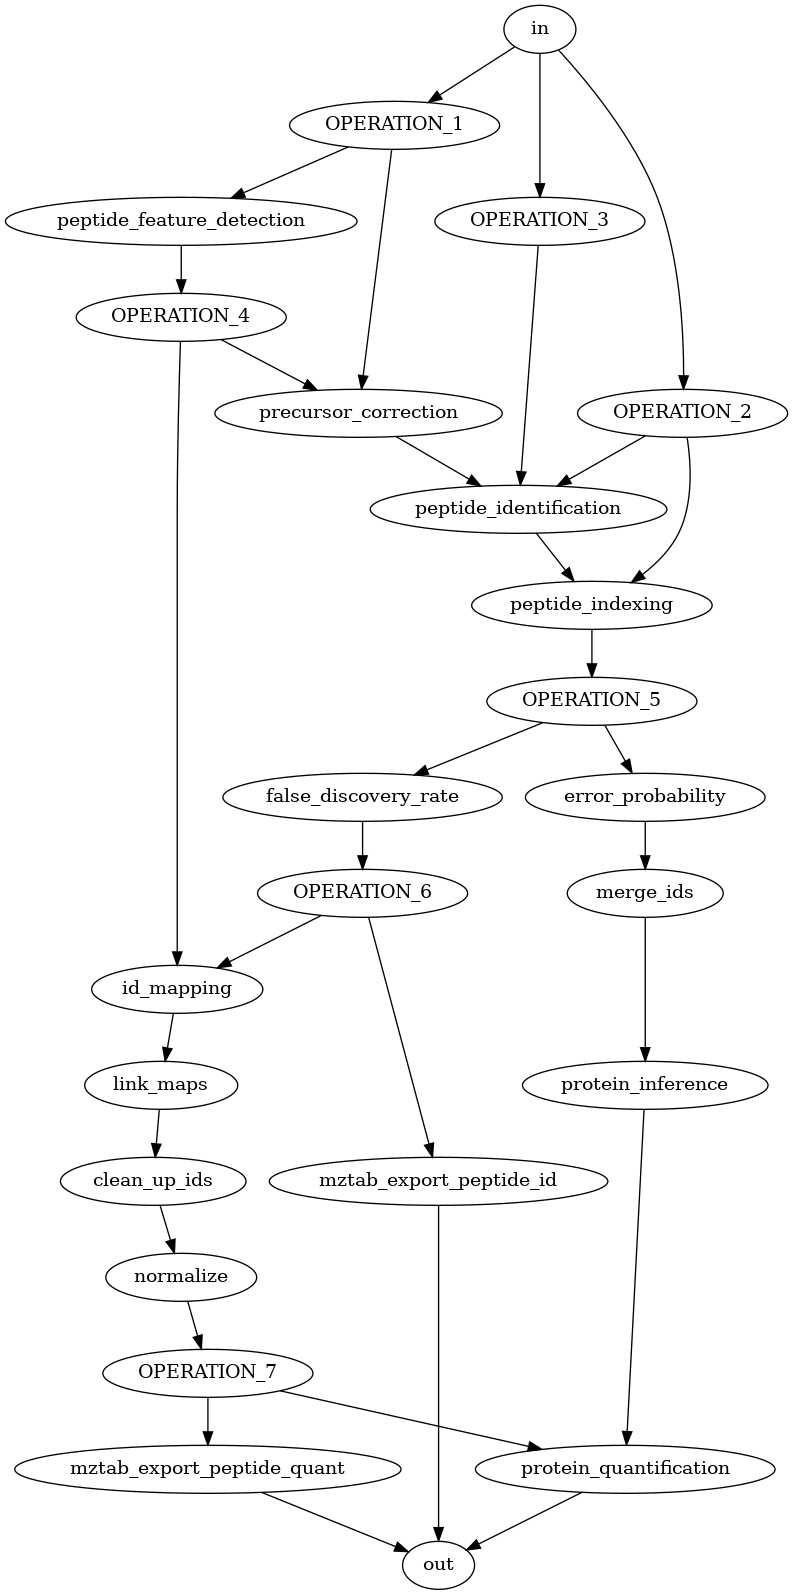 in
OPERATION_1
peptide_feature_detection
OPERATION_3
OPERATION_4
precursor_correction
OPERATION_2
peptide_identification
peptide_indexing
OPERATION_5
false_discovery_rate
error_probability
OPERATION_6
merge_ids
id_mapping
link_maps
protein_inference
clean_up_ids
mztab_export_peptide_id
normalize
OPERATION_7
mztab_export_peptide_quant
protein_quantification
out